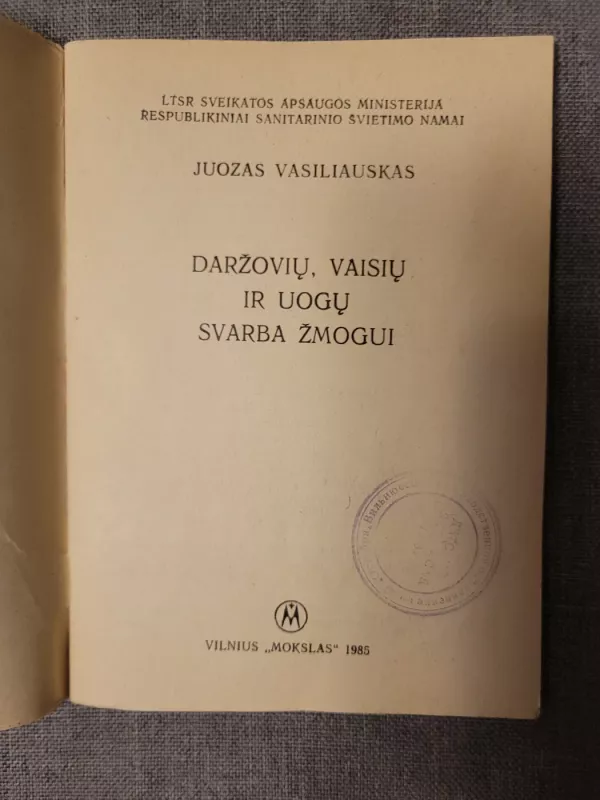 LTSR SVEIKATOS APSAUGOS MINISTERIJA
RESPUBLIKINIAI SANITARINIO ŠVIETIMO NAMAI
JUOZAS VASILIAUSKAS
DARŽOVIŲ, VAISIŲ
IR UOGŲ
SVARBA ŽMOGUI
M
VILNIUS „MOKSLAS“ 1985